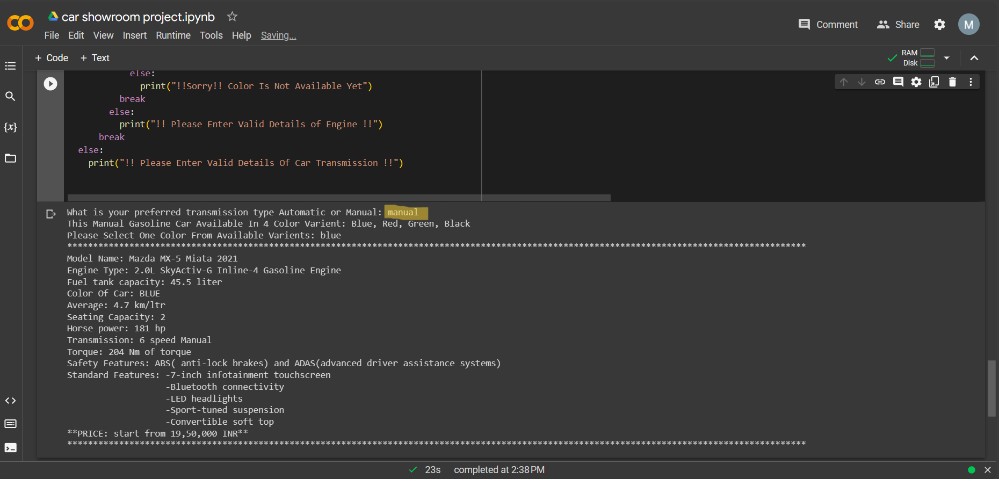 car showroom project.ipynb
File Edit View Insert Runtime Tools Help Saving...
Comment Share M
+ Code + Text
RAM
Disk
else:
print("!!Sorry!! Color Is Not Available Yet")
break
else:
print("!! Please Enter Valid Details of Engine !!")
break
else:
print("!! Please Enter Valid Details Of Car Transmission !!")
What is your preferred transmission type Automatic or Manual: manual
This Manual Gasoline Car Available In 4 Color Varient: Blue, Red, Green, Black
Please Select One Color From Available Varients: blue
***********************************************************************************************************************************************
Model Name: Mazda MX-5 Miata 2021
Engine Type: 2.0L SkyActiv-G Inline-4 Gasoline Engine
Fuel tank capacity: 45.5 liter
Color Of Car: BLUE
Average: 4.7 km/ltr
Seating Capacity: 2
Horse power: 181 hp
Transmission: 6 speed Manual
Torque: 204 Nm of torque
Safety Features: ABS( anti-lock brakes) and ADAS(advanced driver assistance systems)
Standard Features: -7-inch infotainment touchscreen
-Bluetooth connectivity
-LED headlights
-Sport-tuned suspension
-Convertible soft top
**PRICE: start from 19,50,000 INR**
***********************************************************************************************************************************************
23s completed at 2:38 PM